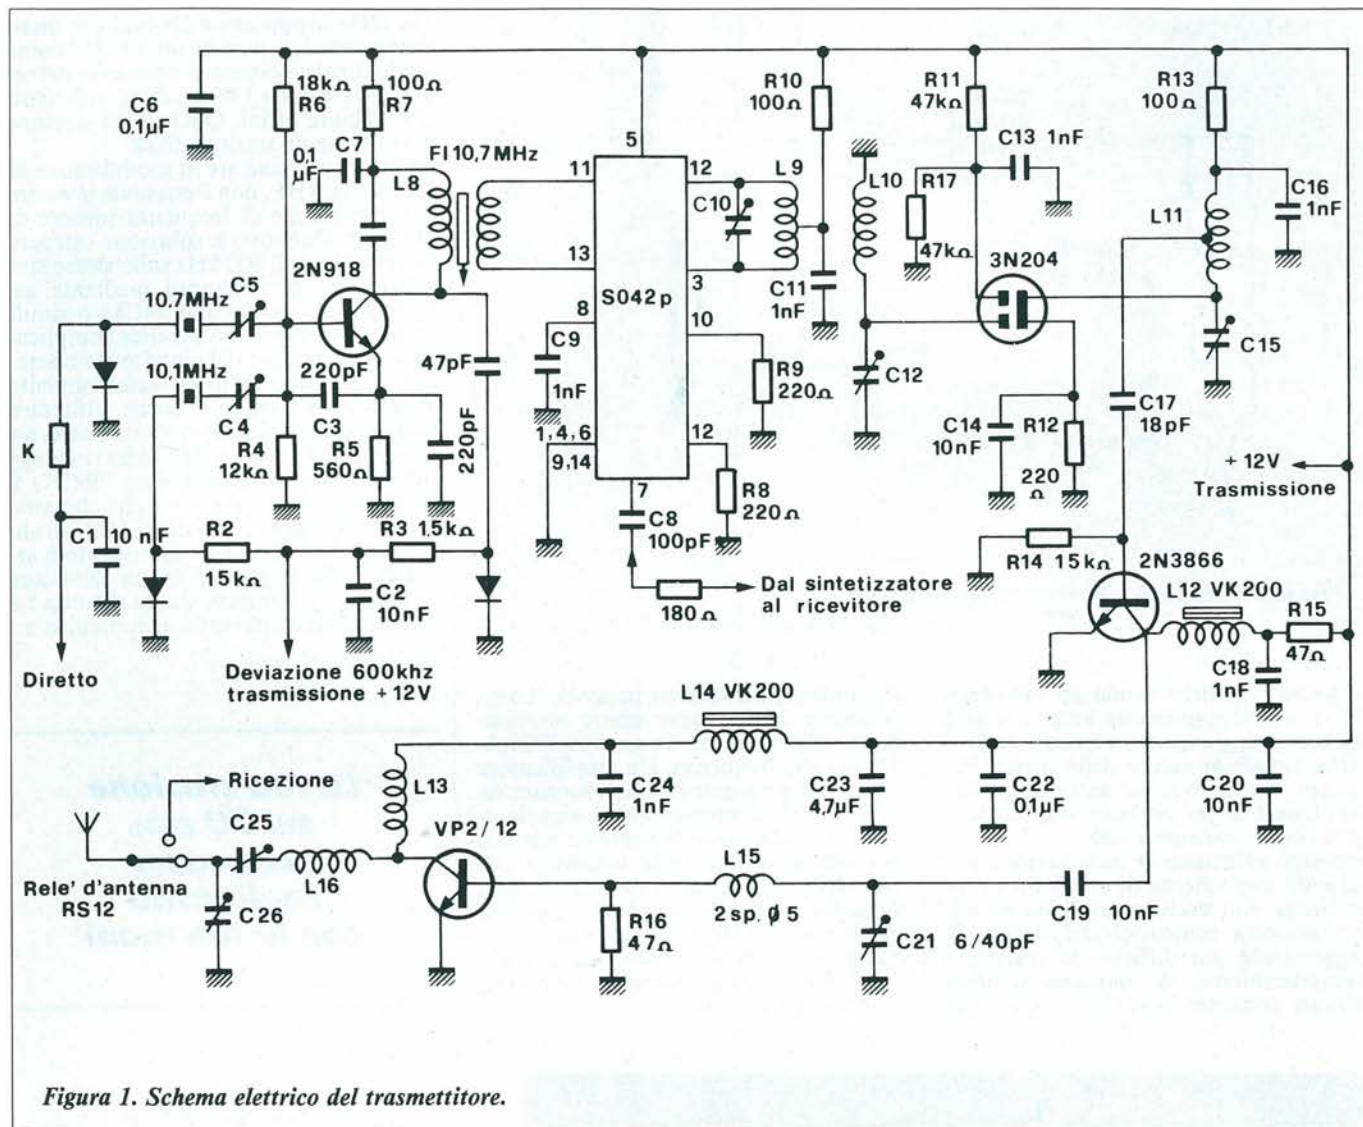 C6
0.1µF
18kΩ
R6
100Ω
R7
0,1
µF
C7
L8
FI 10,7 MHz
2N918
10.7MHz
C5
10,1MHz
C4
220pF
C3
R4
12kΩ
R5
560Ω
47pF
220pF
K
C1
10 nF
R2
15kΩ
R3 1.5kΩ
C2
10nF
Diretto
Deviazione 600khz
trasmissione +12V
5
11
12
13
3
S042p
8
10
C9
1nF
1, 4, 6
9,14
12
7
C8
100pF
180Ω
Dal sintetizzatore
al ricevitore
R8
220Ω
R9
220Ω
C10
L9
R10
100Ω
C11
1nF
L10
C12
R11
47kΩ
R17
47kΩ
C13 1nF
3N204
C14
10nF
R12
220
Ω
R13
100Ω
C16
1nF
L11
C15
C17
18pF
+ 12V
Trasmissione
R14 15kΩ
2N3866
L12 VK200
R15
47Ω
C18
1nF
L14 VK200
Ricezione
C25
L13
VP2/12
C24
1nF
C23
4,7µF
C22
01µF
C20
10nF
Rele' d'antenna
RS12
L16
C26
R16
47Ω
L15
2sp, ø 5
C21 6/40pF
C19 10nF
Figura 1. Schema elettrico del trasmettitore.